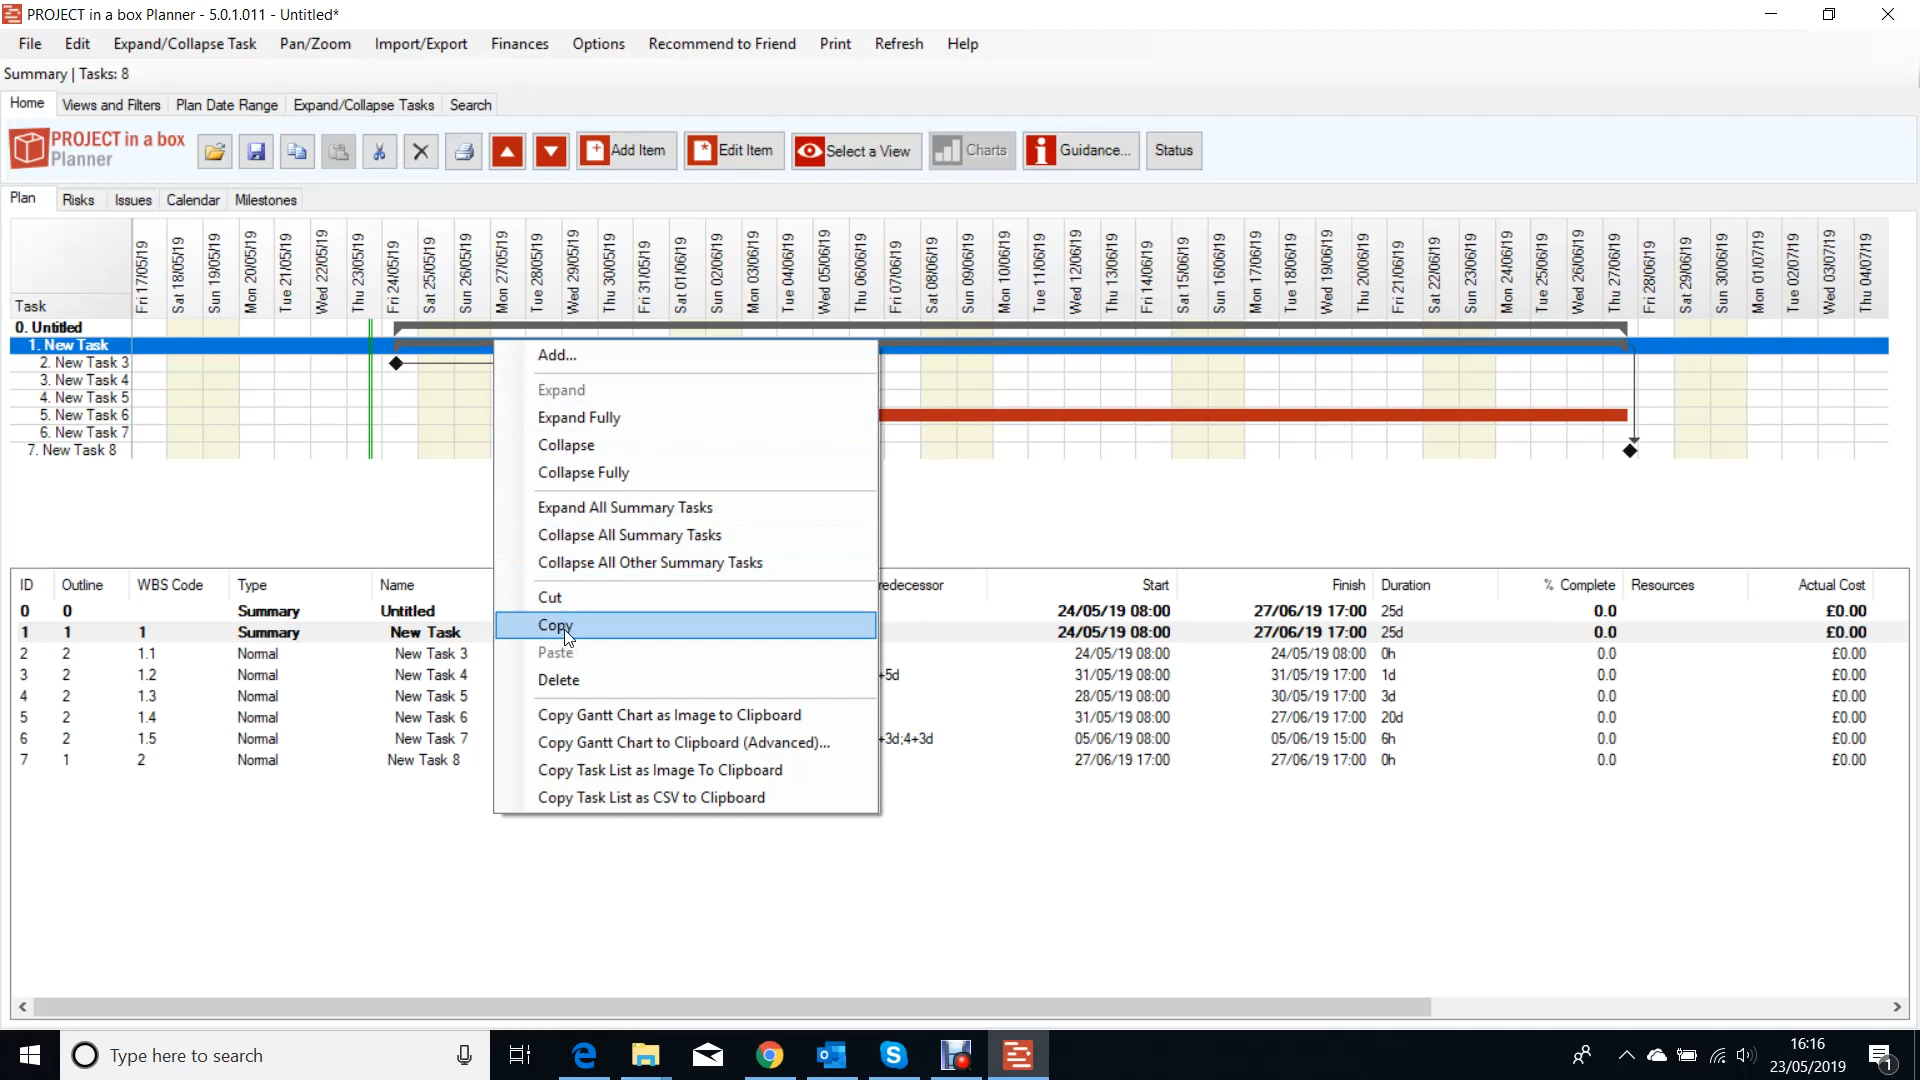 PROJECT in a box Planner - 5.0.1.011 - Untitled*
File Edit Expand/Collapse Task Pan/Zoom Import/Export Finances Options Recommend to Friend Print Refresh Help
Summary | Tasks: 8
Home Views and Filters Plan Date Range Expand/Collapse Tasks Search
PROJECT in a box
Planner
Add Item Edit Item Select a View Charts Guidance... Status
Plan Risks Issues Calendar Milestones
Fri 17/05/19 Sat 18/05/19 Sun 19/05/19 Mon 20/05/19 Tue 21/05/19 Wed 22/05/19 Thu 23/05/19 Fri 24/05/19 Sat 25/05/19 Sun 26/05/19 Mon 27/05/19 Tue 28/05/19 Wed 29/05/19 Thu 30/05/19 Fri 31/05/19 Sat 01/06/19 Sun 02/06/19 Mon 03/06/19 Tue 04/06/19 Wed 05/06/19 Thu 06/06/19 Fri 07/06/19 Sat 08/06/19 Sun 09/06/19 Mon 10/06/19 Tue 11/06/19 Wed 12/06/19 Thu 13/06/19 Fri 14/06/19 Sat 15/06/19 Sun 16/06/19 Mon 17/06/19 Tue 18/06/19 Wed 19/06/19 Thu 20/06/19 Fri 21/06/19 Sat 22/06/19 Sun 23/06/19 Mon 24/06/19 Tue 25/06/19 Wed 26/06/19 Thu 27/06/19 Fri 28/06/19 Sat 29/06/19 Sun 30/06/19 Mon 01/07/19 Tue 02/07/19 Wed 03/07/19 Thu 04/07/19
Task
0. Untitled
1. New Task
2. New Task 3
3. New Task 4
4. New Task 5
5. New Task 6
6. New Task 7
7. New Task 8
Add...
Expand
Expand Fully
Collapse
Collapse Fully
Expand All Summary Tasks
Collapse All Summary Tasks
Collapse All Other Summary Tasks
Cut
Copy
Paste
Delete
Copy Gantt Chart as Image to Clipboard
Copy Gantt Chart to Clipboard (Advanced)...
Copy Task List as Image To Clipboard
Copy Task List as CSV to Clipboard
ID Outline WBS Code Type Name redecessor Start Finish Duration % Complete Resources Actual Cost
0 0 Summary Untitled 24/05/19 08:00 27/06/19 17:00 25d 0.0 £0.00
1 1 1 Summary New Task 24/05/19 08:00 27/06/19 17:00 25d 0.0 £0.00
2 2 1.1 Normal New Task 3 24/05/19 08:00 24/05/19 08:00 0h 0.0 £0.00
3 2 1.2 Normal New Task 4 +5d 31/05/19 08:00 31/05/19 17:00 1d 0.0 £0.00
4 2 1.3 Normal New Task 5 28/05/19 08:00 30/05/19 17:00 3d 0.0 £0.00
5 2 1.4 Normal New Task 6 31/05/19 08:00 27/06/19 17:00 20d 0.0 £0.00
6 2 1.5 Normal New Task 7 +3d;4+3d 05/06/19 08:00 05/06/19 15:00 6h 0.0 £0.00
7 1 2 Normal New Task 8 27/06/19 17:00 27/06/19 17:00 0h 0.0 £0.00
Type here to search
16:16
23/05/2019
1